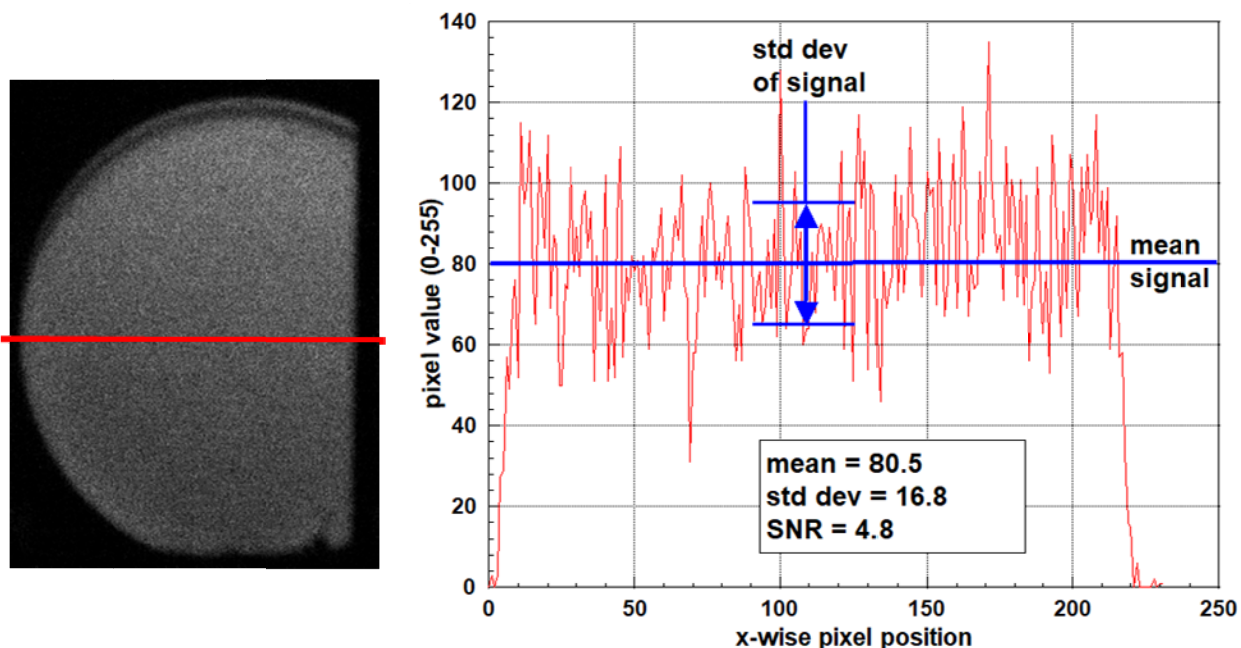 140
120
100
80
60
40
20
0
pixel value (0-255)
std dev
of signal
mean
signal
mean = 80.5
std dev = 16.8
SNR = 4.8
0 50 100 150 200 250
x-wise pixel position